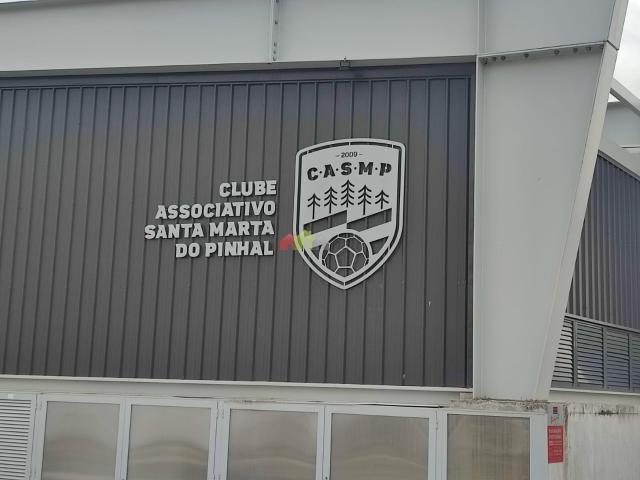 CLUBE
ASSOCIATIVO
SANTA MARTA
DO PINHAL
- 2009 -
C·A·S·M·P